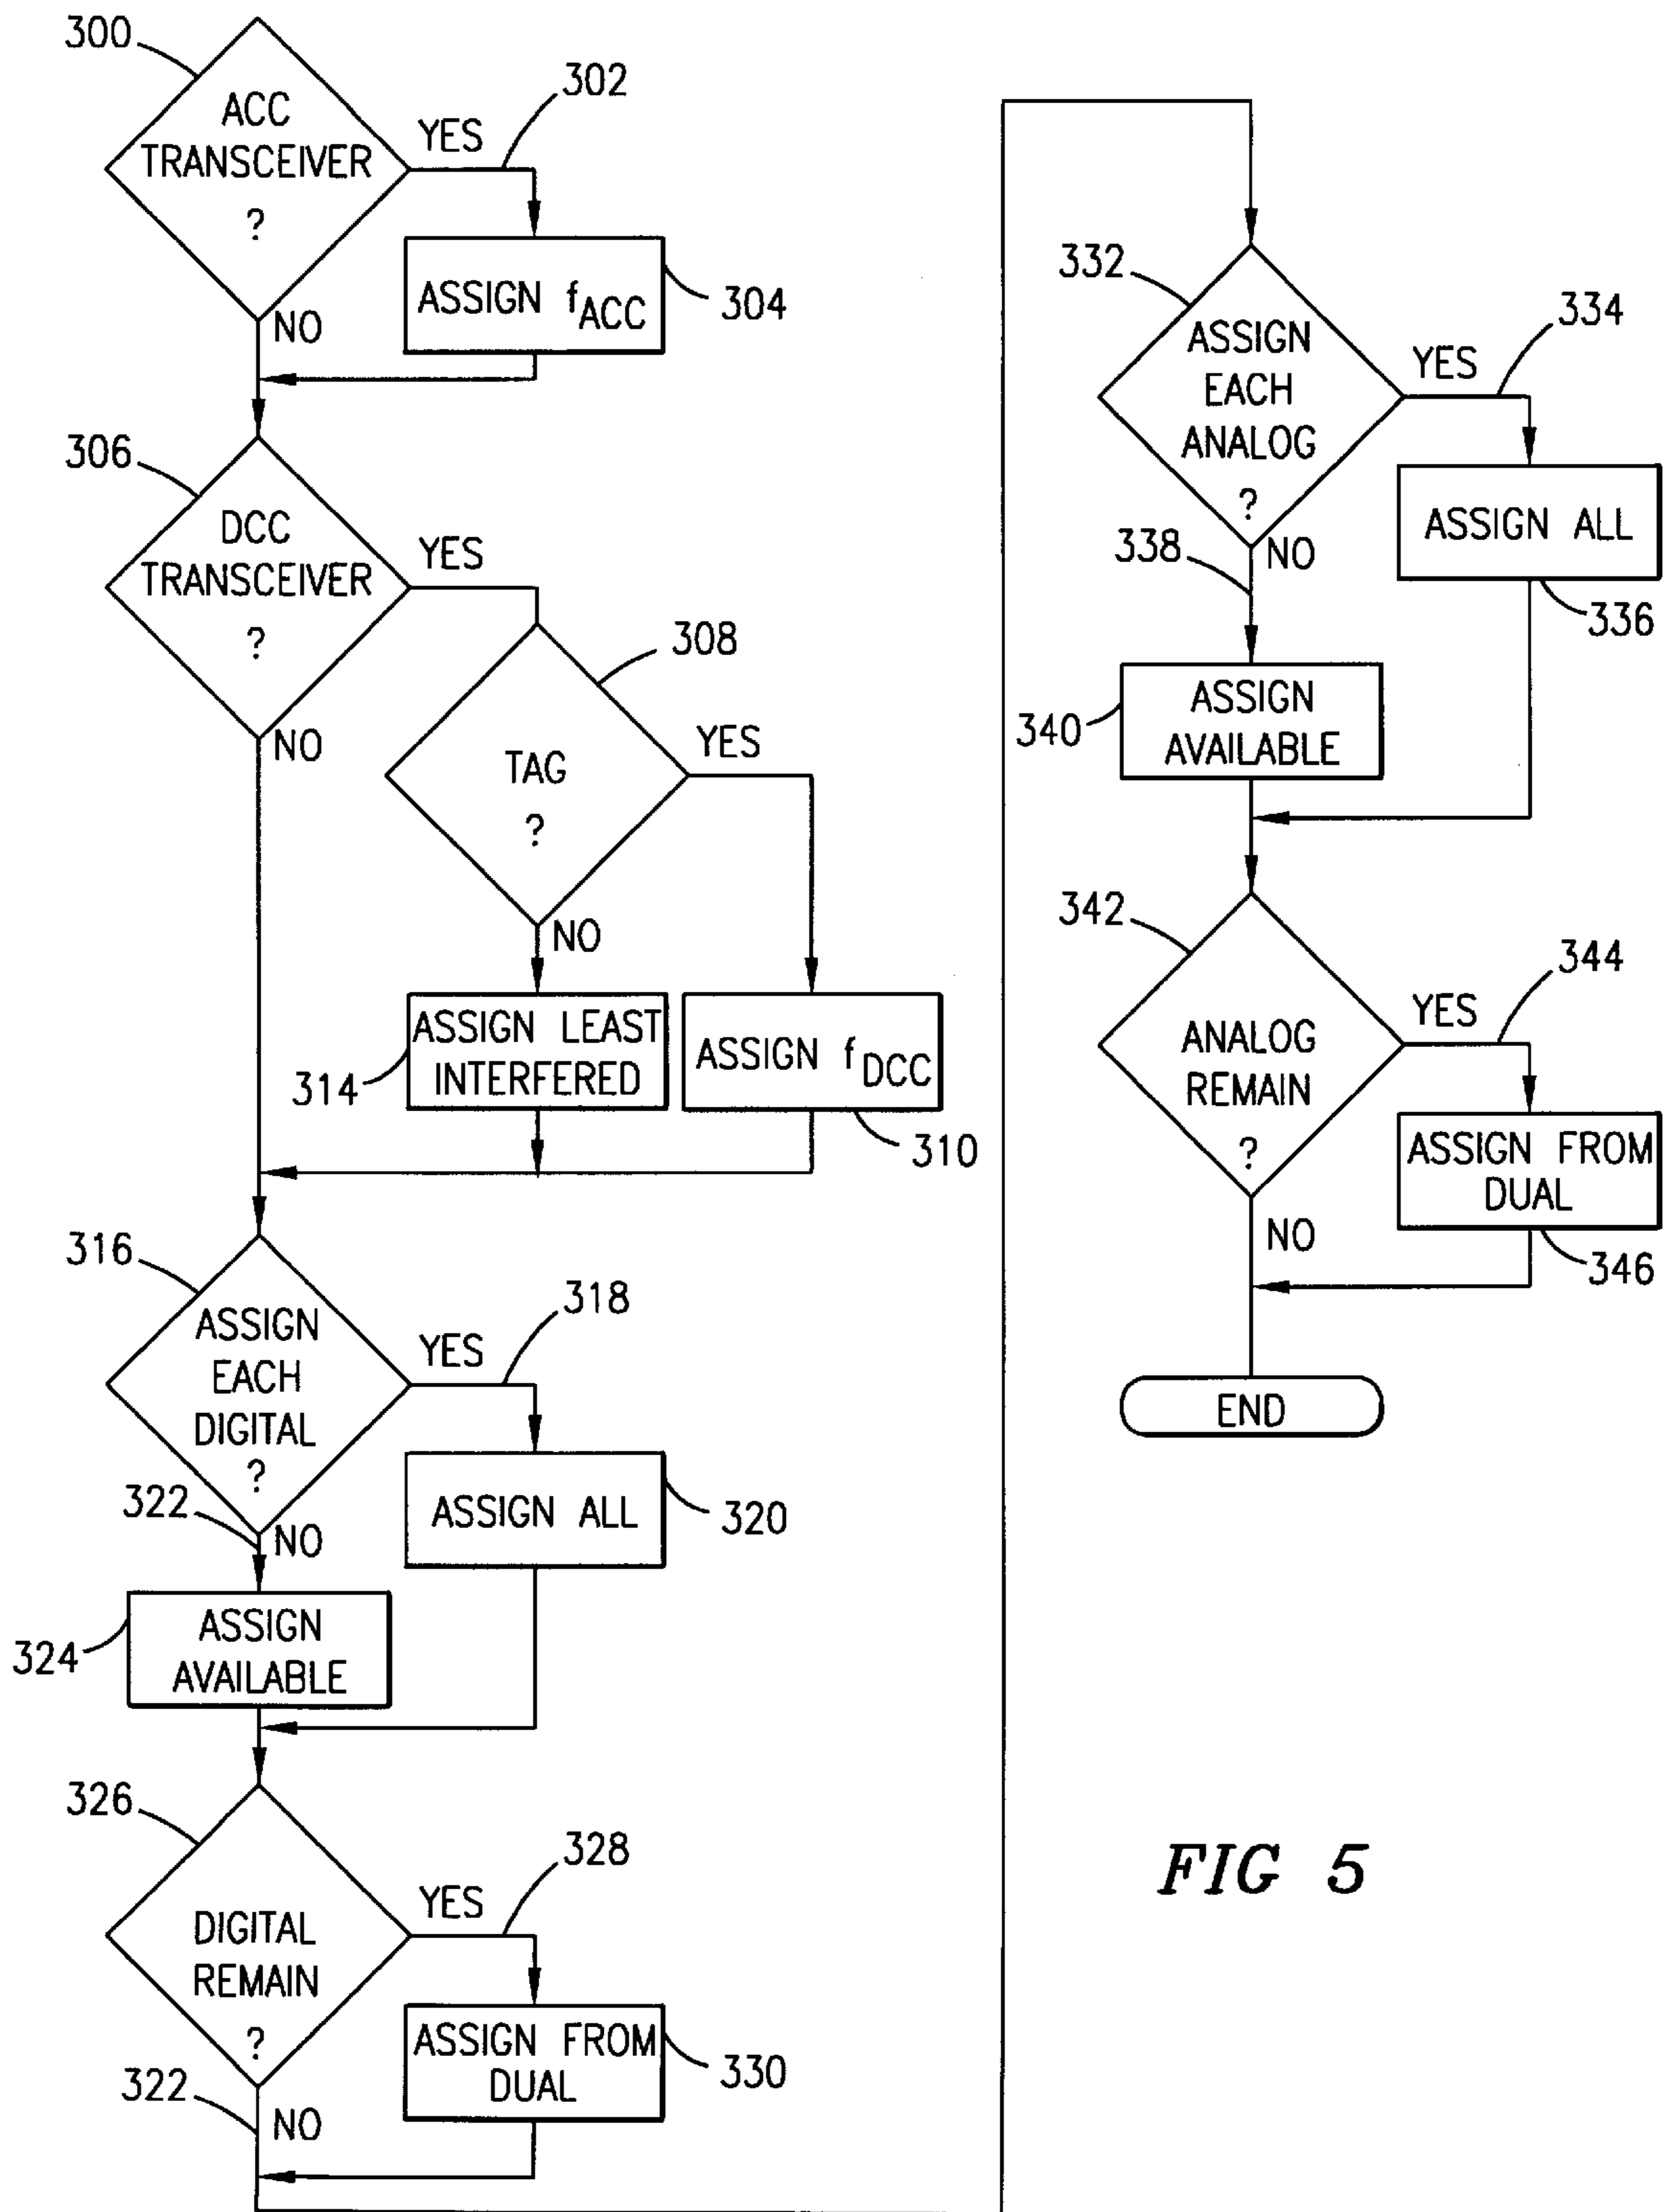 300
ACC
TRANSCEIVER
?
YES
302
ASSIGN fACC
304
NO
306
DCC
TRANSCEIVER
?
YES
308
TAG
?
YES
NO
NO
ASSIGN LEAST
INTERFERED
314
ASSIGN fDCC
310
316
ASSIGN
EACH
DIGITAL
?
YES
318
ASSIGN ALL
320
322
NO
ASSIGN
AVAILABLE
324
326
DIGITAL
REMAIN
?
YES
328
ASSIGN FROM
DUAL
330
322
NO
332
ASSIGN
EACH
ANALOG
?
YES
334
ASSIGN ALL
336
338
NO
ASSIGN
AVAILABLE
340
342
ANALOG
REMAIN
?
YES
344
ASSIGN FROM
DUAL
346
NO
END
FIG 5